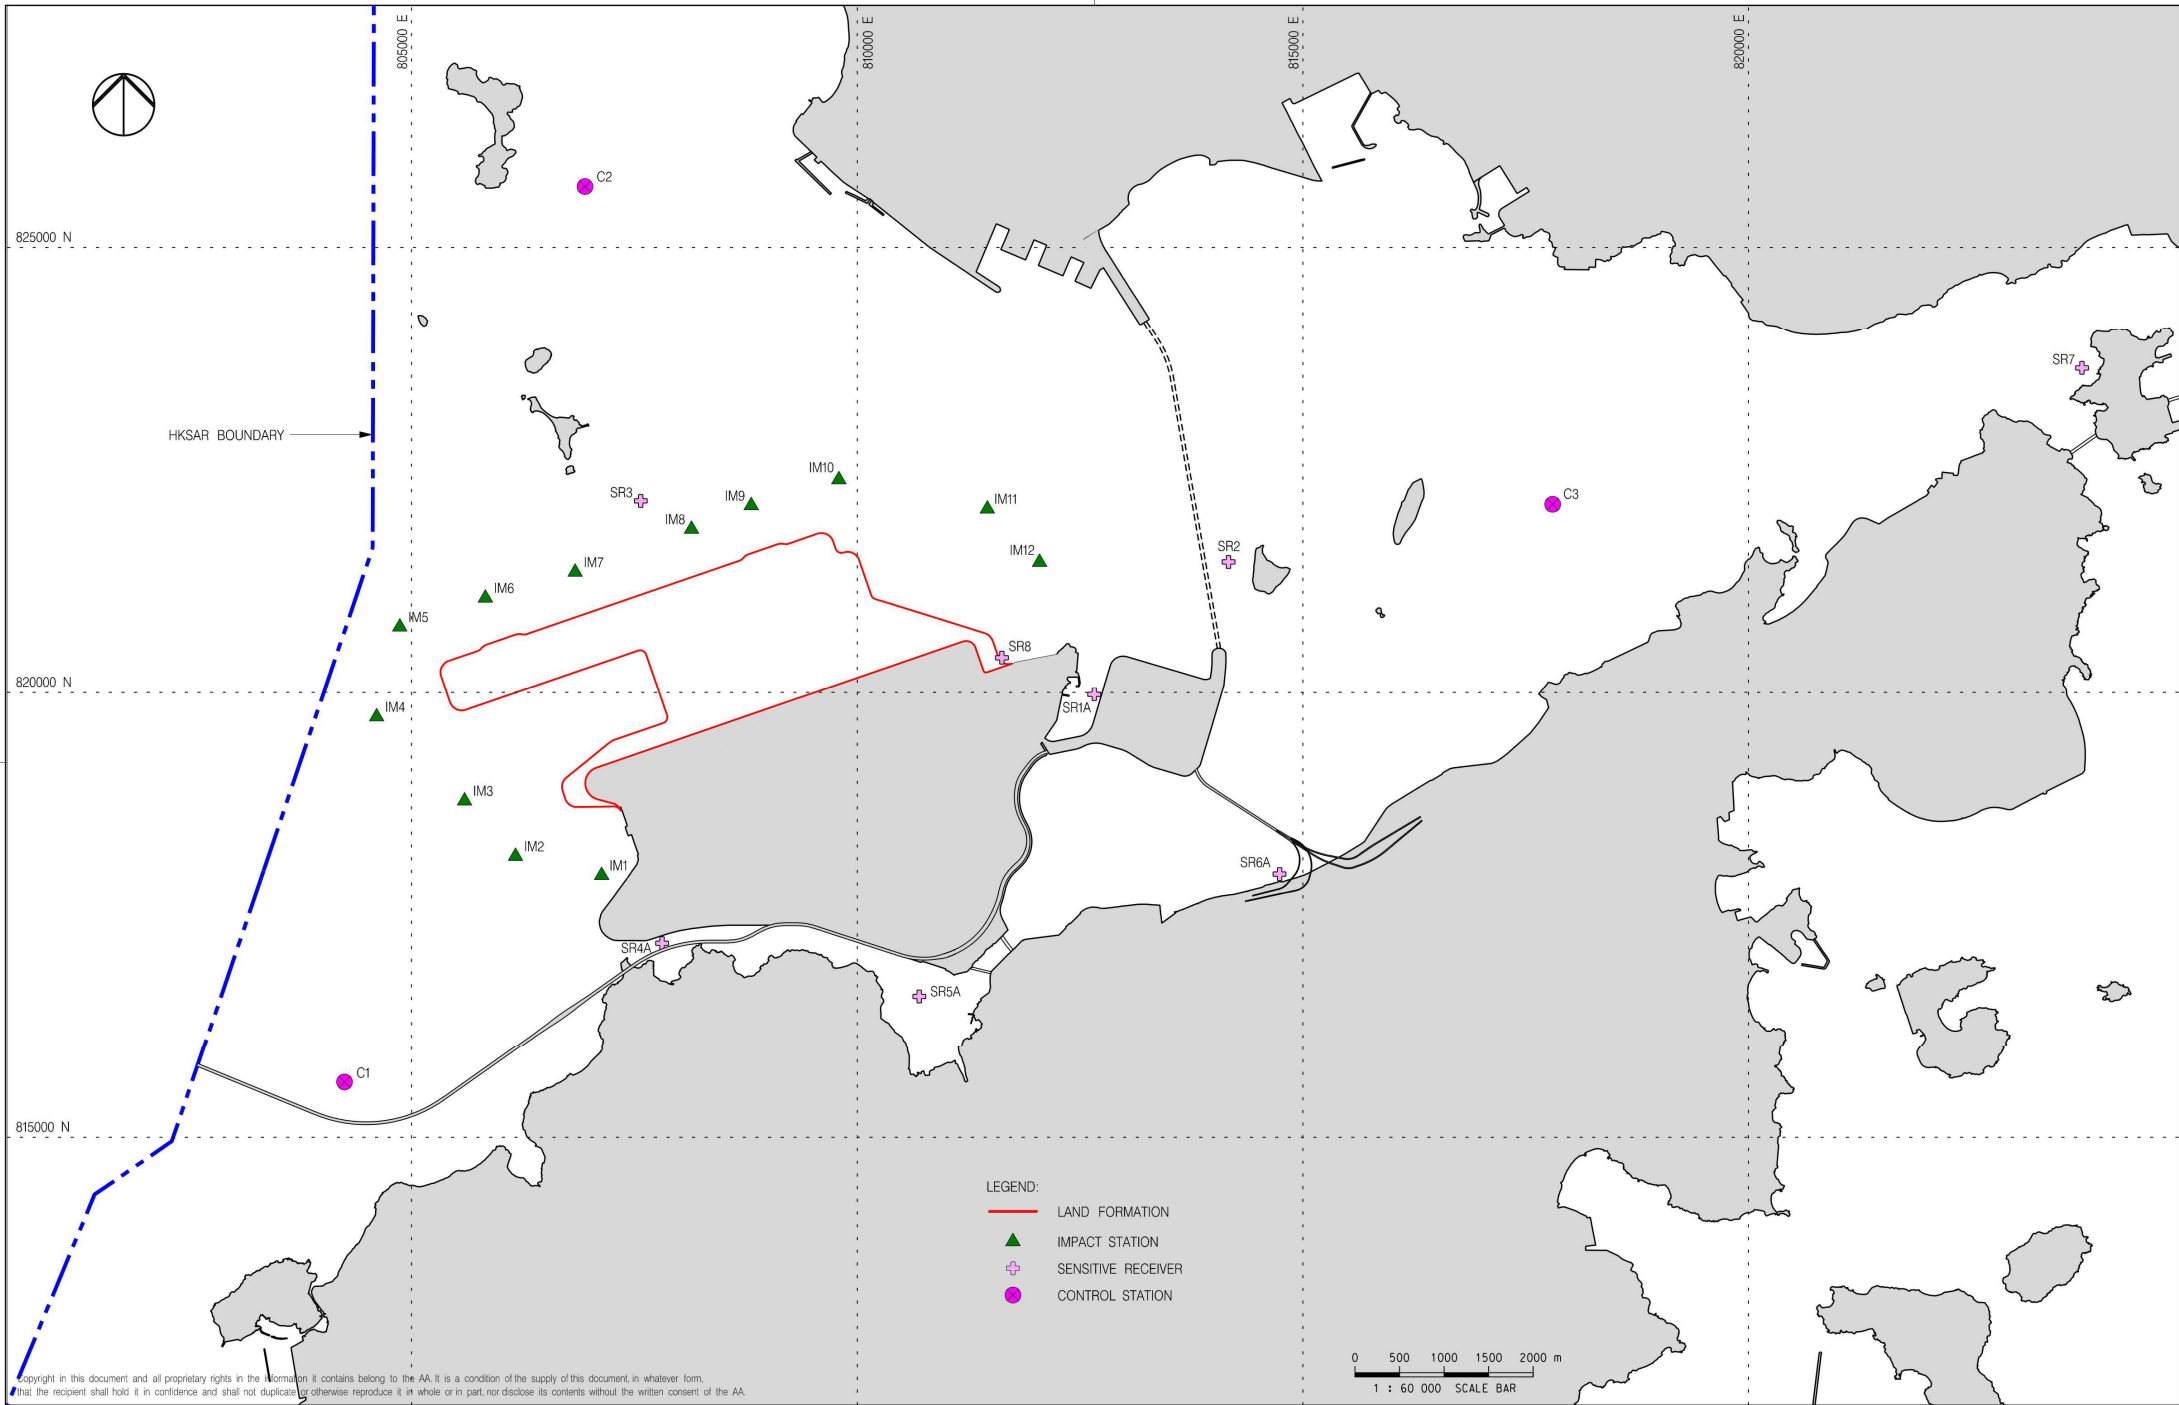 805000 E
810000 E
815000 E
820000 E
C2
825000 N
SR7
HKSAR BOUNDARY
IM10
SR3
IM9
IM11
C3
IM8
IM12
SR2
IM7
IM6
IM5
SR8
820000 N
IM4
SR1A
IM3
IM2
IM1
SR6A
SR4A
SR5A
C1
815000 N
LEGEND:
LAND FORMATION
IMPACT STATION
SENSITIVE RECEIVER
CONTROL STATION
0 500 1000 1500 2000 m
1 : 60 000 SCALE BAR
Copyright in this document and all proprietary rights in the information it contains belong to the AA. It is a condition of the supply of this document, in whatever form,
that the recipient shall hold it in confidence and shall not duplicate or otherwise reproduce it in whole or in part, nor disclose its contents without the written consent of the AA.